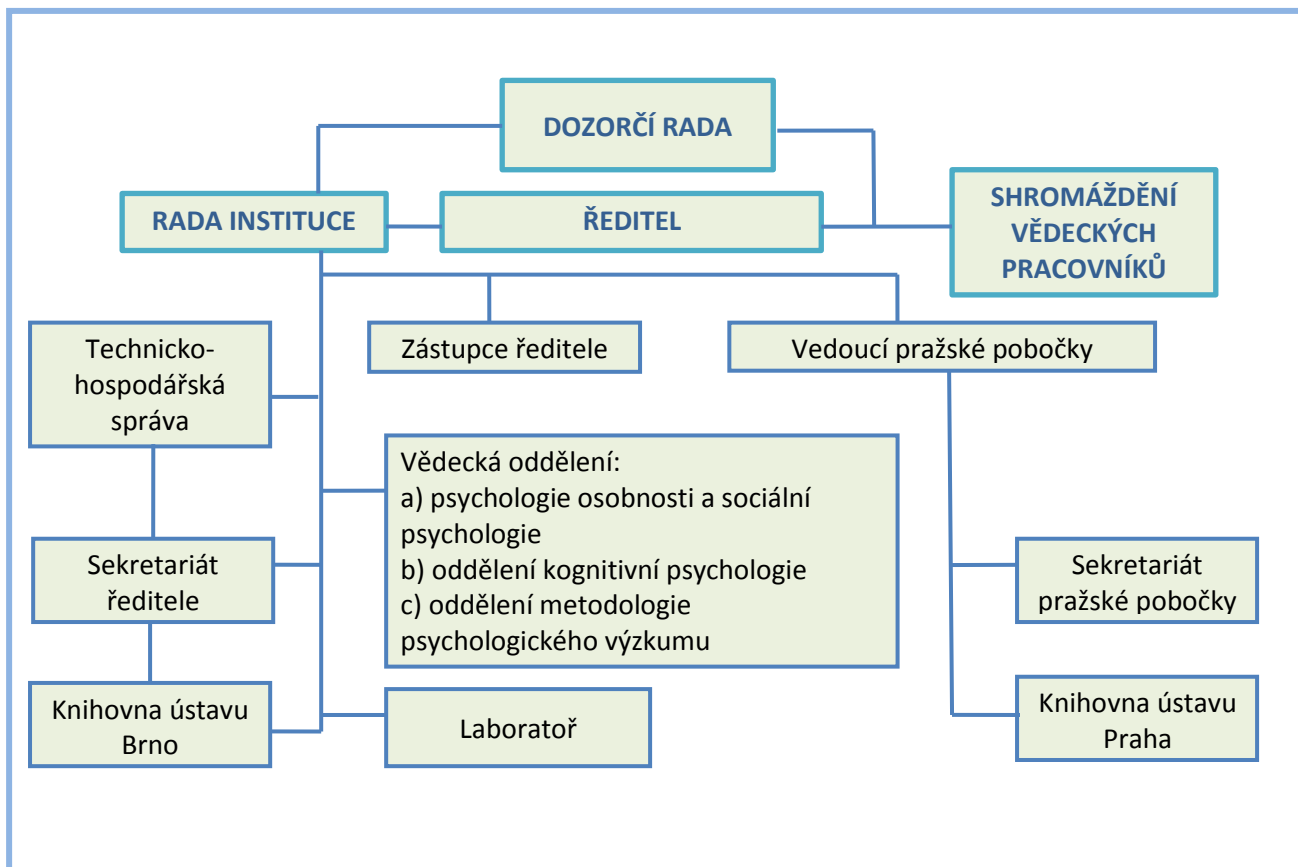 DOZORČÍ RADA
RADA INSTITUCE
ŘEDITEL
SHROMÁŽDĚNÍ
VĚDECKÝCH
PRACOVNÍKŮ
Technicko-
hospodářská
správa
Zástupce ředitele
Vedoucí pražské pobočky
Vědecká oddělení:
a) psychologie osobnosti a sociální
psychologie
b) oddělení kognitivní psychologie
c) oddělení metodologie
psychologického výzkumu
Sekretariát
ředitele
Sekretariát
pražské pobočky
Knihovna ústavu
Brno
Laboratoř
Knihovna ústavu
Praha